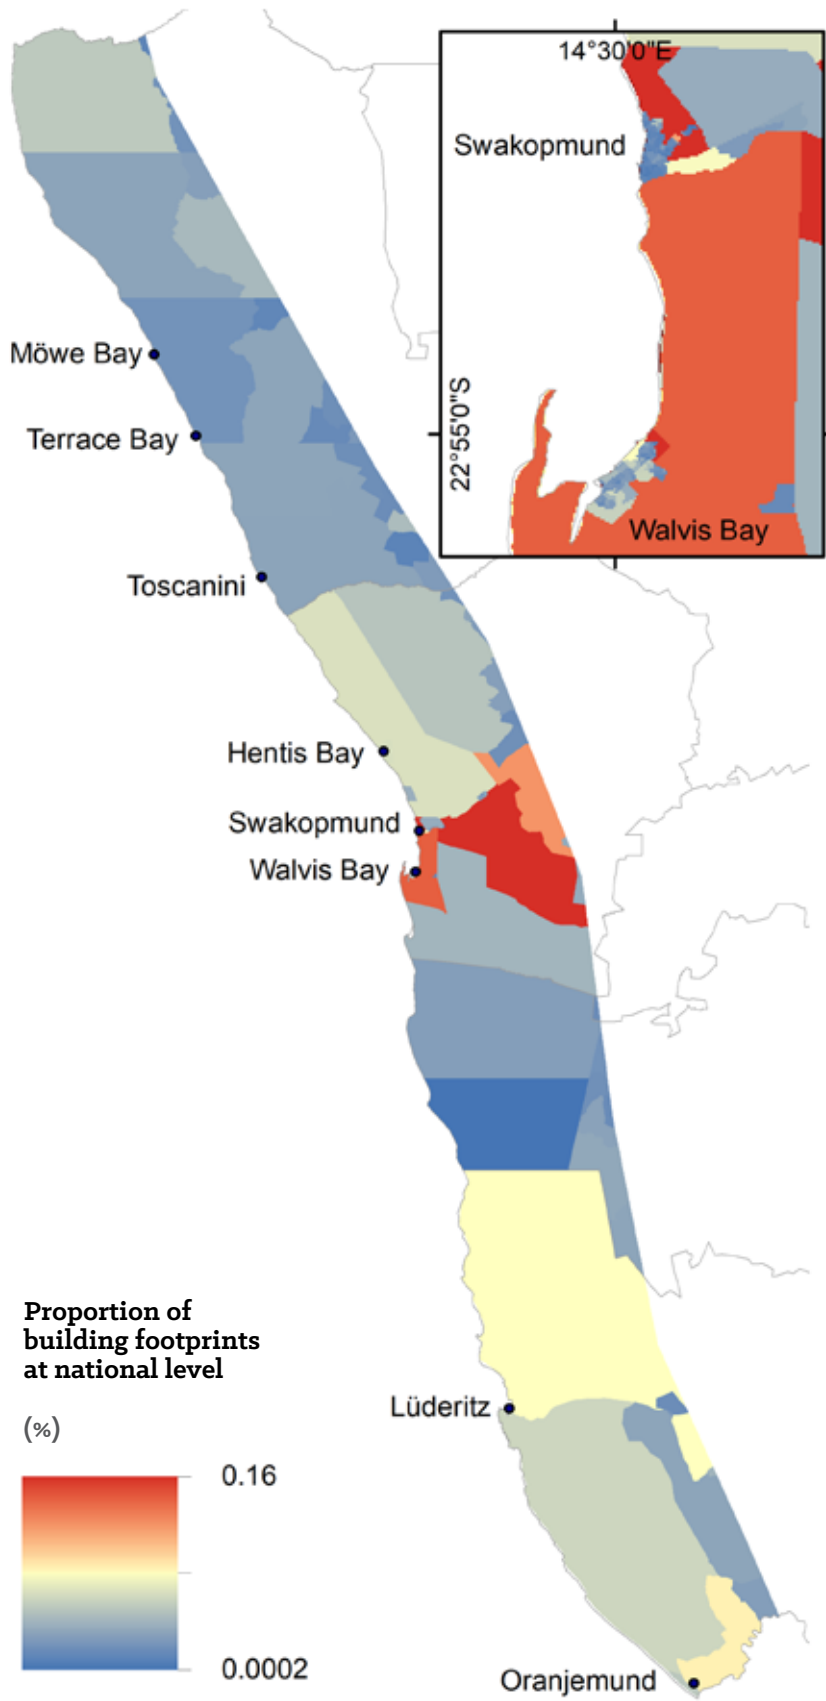 14°30'0"E
Swakopmund
22°55'0"S
Walvis Bay
Möwe Bay
Terrace Bay
Toscanini
Hentis Bay
Swakopmund
Walvis Bay
Lüderitz
Oranjemund
Proportion of
building footprints
at national level
(%)
0.16
0.0002